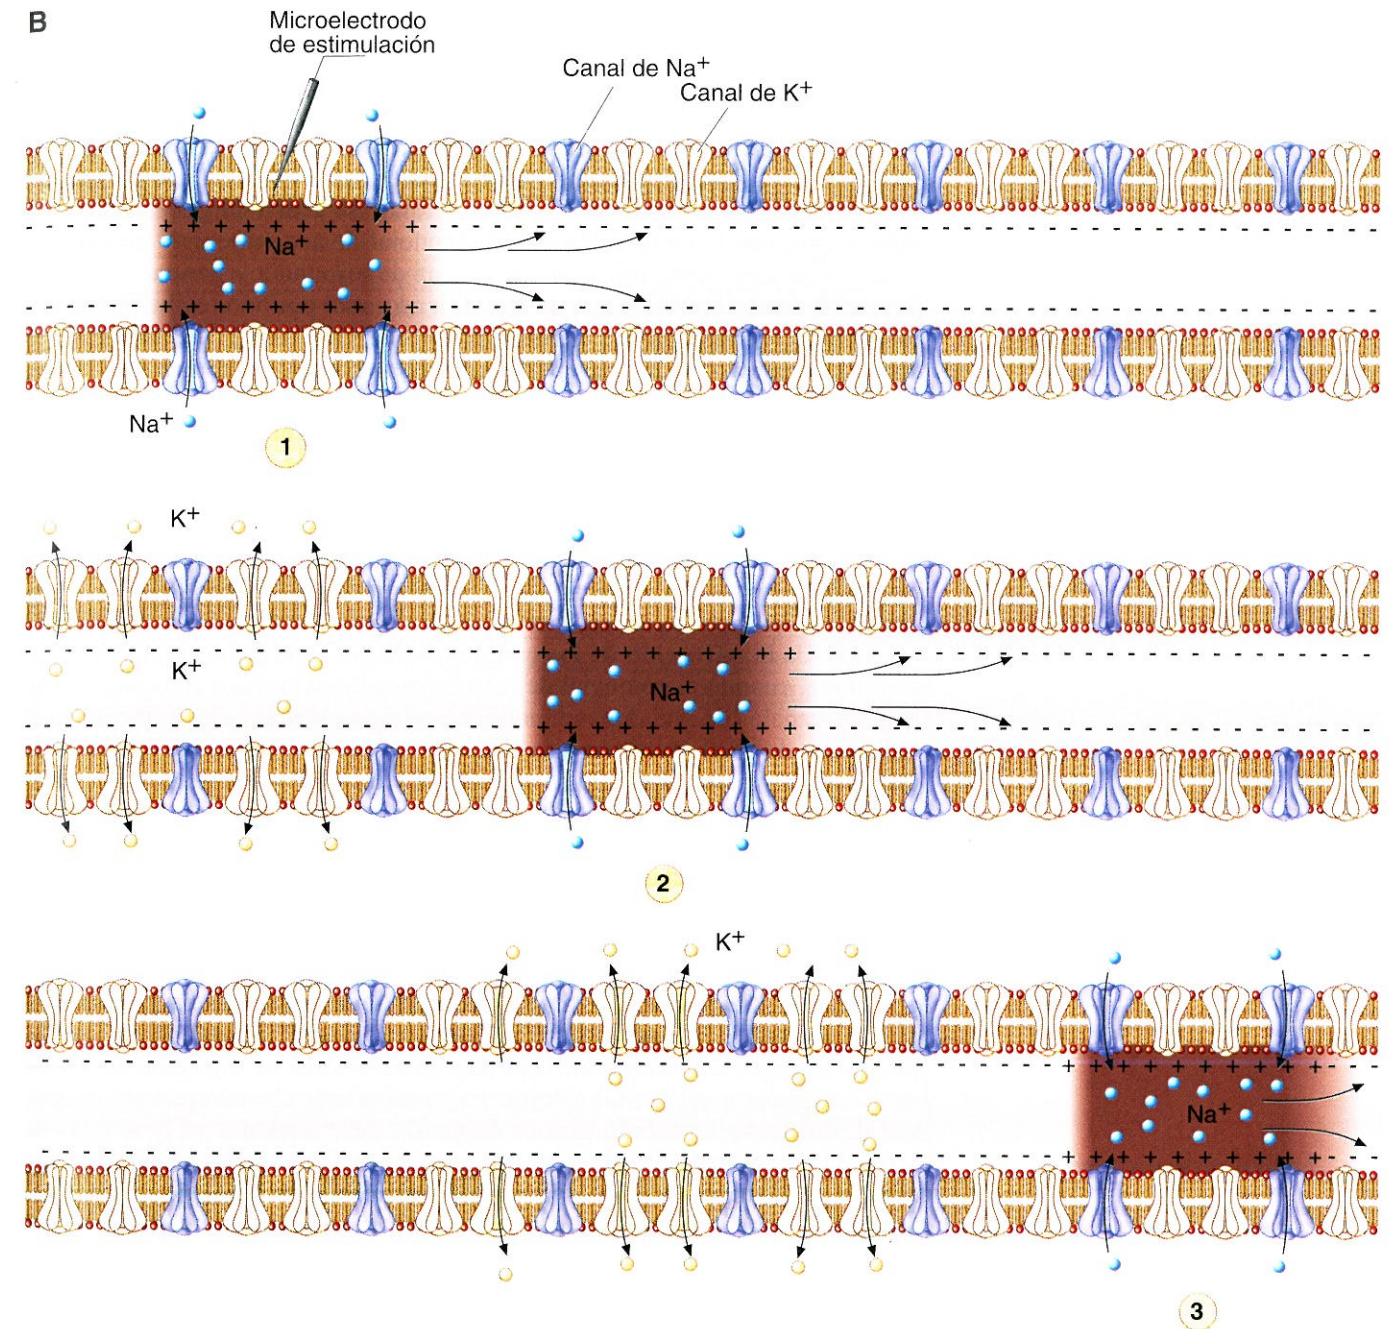 B
Microelectrodo
de estimulación
Canal de Na+
Canal de K+
Na+
Na+
1
K+
K+
Na+
2
K+
Na+
3